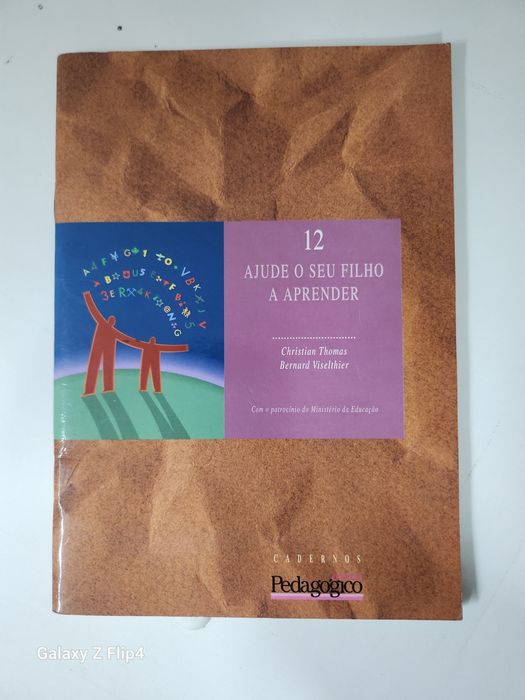 12
AJUDE O SEU FILHO
A APRENDER
Christian Thomas
Bernard Viselthier
Com o patrocínio do Ministério da Educação
CADERNOS
Pedagógico
Galaxy Z Flip4